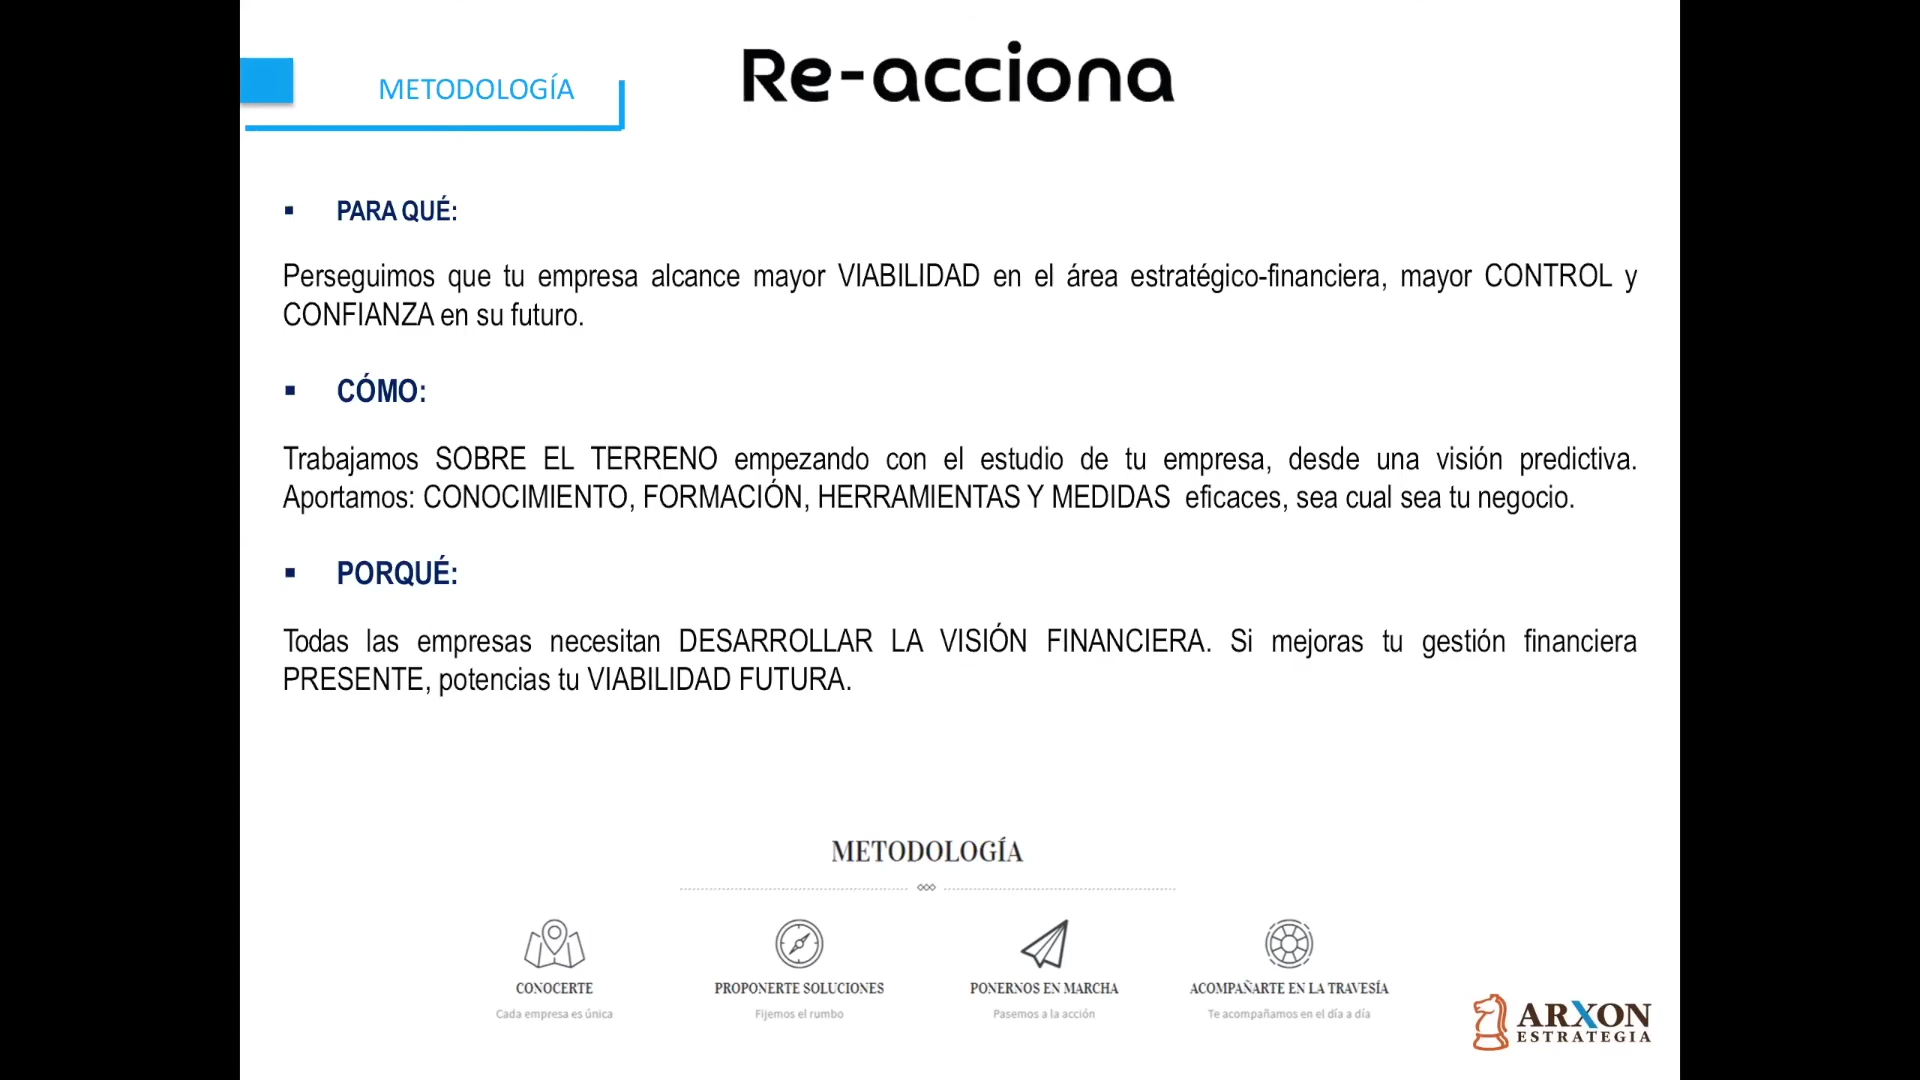 METODOLOGÍA
Re-acciona
▪ PARA QUÉ:
Perseguimos que tu empresa alcance mayor VIABILIDAD en el área estratégico-financiera, mayor CONTROL y
CONFIANZA en su futuro.
▪ CÓMO:
Trabajamos SOBRE EL TERRENO empezando con el estudio de tu empresa, desde una visión predictiva.
Aportamos: CONOCIMIENTO, FORMACIÓN, HERRAMIENTAS Y MEDIDAS eficaces, sea cual sea tu negocio.
▪ PORQUÉ:
Todas las empresas necesitan DESARROLLAR LA VISIÓN FINANCIERA. Si mejoras tu gestión financiera
PRESENTE, potencias tu VIABILIDAD FUTURA.
METODOLOGÍA
CONOCERTE
Cada empresa es única
PROPONERTE SOLUCIONES
Fijemos el rumbo
PONERNOS EN MARCHA
Pasemos a la acción
ACOMPAÑARTE EN LA TRAVESÍA
Te acompañamos en el día a día
ARXON
ESTRATEGIA